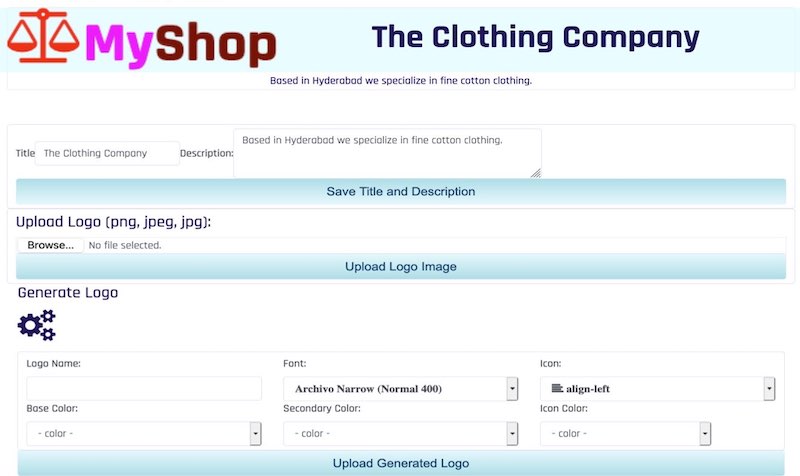 MyShop
The Clothing Company
Based in Hyderabad we specialize in fine cotton clothing.
Title The Clothing Company Description: Based in Hyderabad we specialize in fine cotton clothing.
Save Title and Description
Upload Logo (png, jpeg, jpg):
Browse... No file selected.
Upload Logo Image
Generate Logo
Logo Name: Font: Icon:
Archivo Narrow (Normal 400) align-left
Base Color: Secondary Color: Icon Color:
- color - - color - - color -
Upload Generated Logo